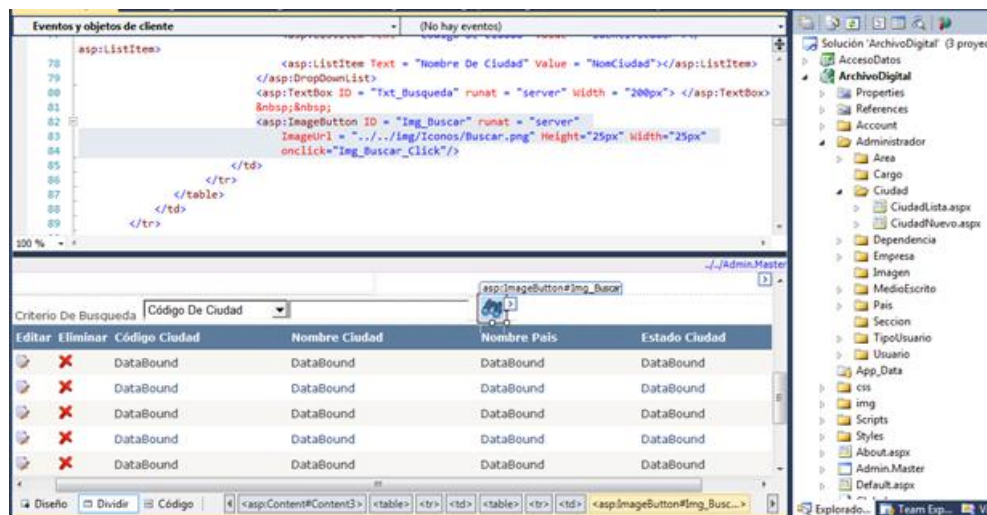 Eventos y objetos de cliente
(No hay eventos)
asp:ListItem>
78 <asp:ListItem Text = "Nombre De Ciudad" Value = "NomCiudad"></asp:ListItem>
79 </asp:DropDownList>
80 <asp:TextBox ID = "Txt_Busqueda" runat = "server" Width = "200px"> </asp:TextBox>
81 &nbsp;&nbsp;
82 <asp:ImageButton ID = "Img_Buscar" runat = "server"
83 ImageUrl = "../../img/Iconos/Buscar.png" Height="25px" Width="25px"
84 onclick="Img_Buscar_Click"/>
85 </td>
86 </tr>
87 </table>
88 </td>
89 </tr>
100 %
../../Admin.Master
asp:ImageButton#Img_Buscar
Criterio De Busqueda Código De Ciudad
Editar Eliminar Código Ciudad Nombre Ciudad Nombre Pais Estado Ciudad
DataBound DataBound DataBound DataBound
DataBound DataBound DataBound DataBound
DataBound DataBound DataBound DataBound
DataBound DataBound DataBound DataBound
DataBound DataBound DataBound DataBound
Diseño Dividir Código <asp:Content#Content3> <table> <tr> <td> <table> <tr> <td> <asp:ImageButton#Img_Busc...>
Solución 'ArchivoDigital' (3 proyec
AccesoDatos
ArchivoDigital
Properties
References
Account
Administrador
Area
Cargo
Ciudad
CiudadLista.aspx
CiudadNuevo.aspx
Dependencia
Empresa
Imagen
MedioEscrito
Pais
Seccion
TipoUsuario
Usuario
App_Data
css
img
Scripts
Styles
About.aspx
Admin.Master
Default.aspx
Explorado... Team Exp...